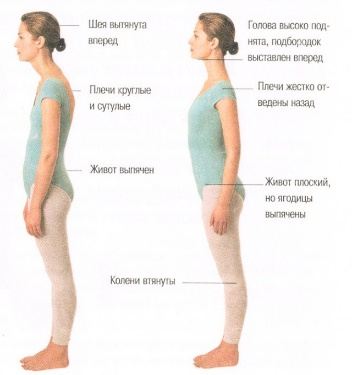 Шея вытянута
вперед
Плечи круглые
и сутулые
Живот выпячен
Колени втянуты
Голова высоко под-
нята, подбородок
выставлен вперед
Плечи жестко от-
ведены назад
Живот плоский,
но ягодицы
выпячены